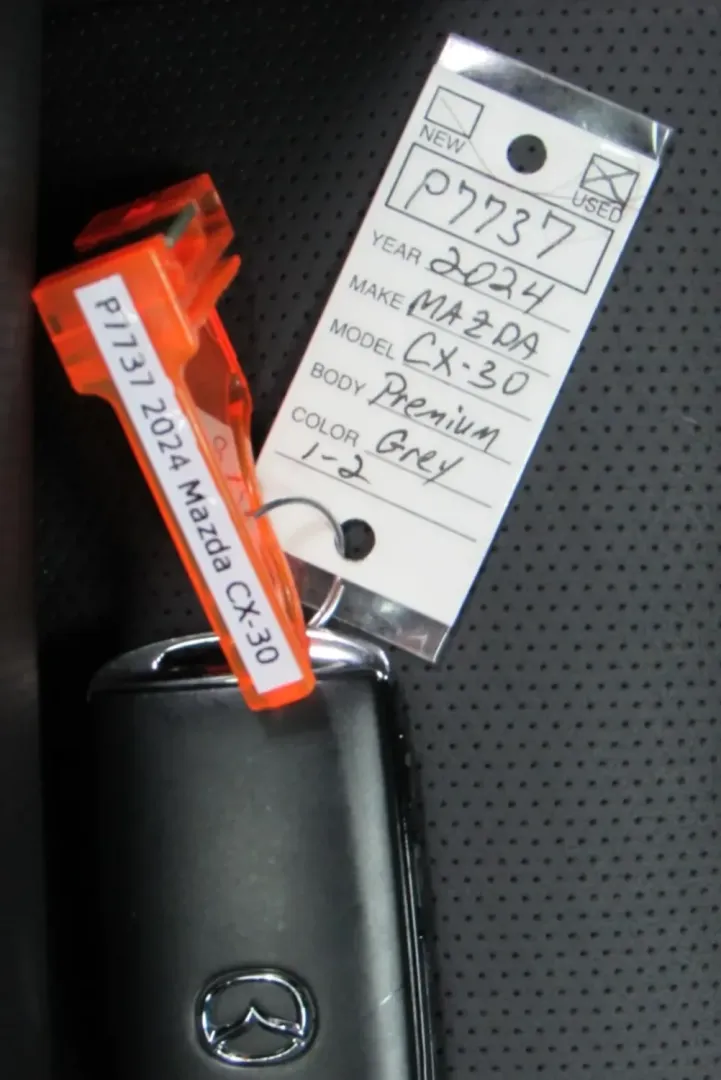 NEW
USED
P7737
YEAR 2024
MAKE MAZDA
MODEL CX-30
BODY Premium
COLOR Grey
1-2
P7737 2024 Mazda CX-30